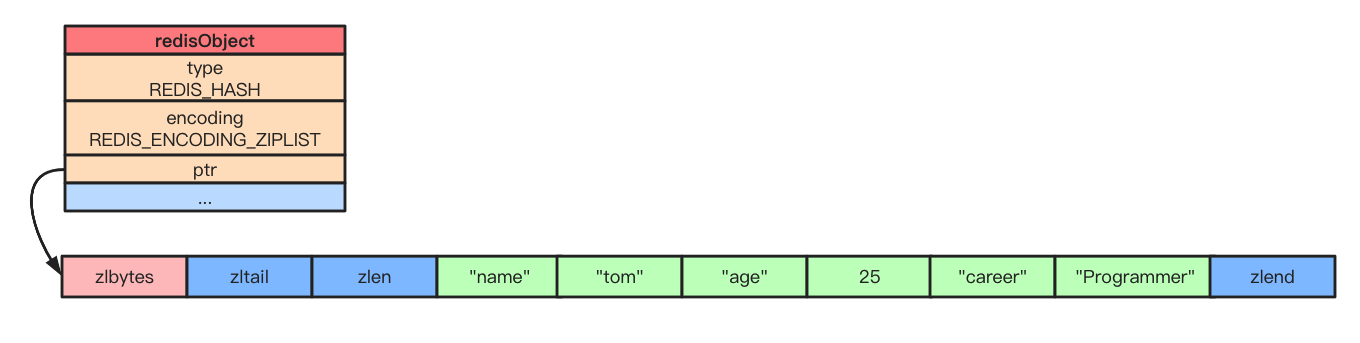 redisObject
type
REDIS_HASH
encoding
REDIS_ENCODING_ZIPLIST
ptr
...
zlbytes zltail zlen "name" "tom" "age" 25 "career" "Programmer" zlend